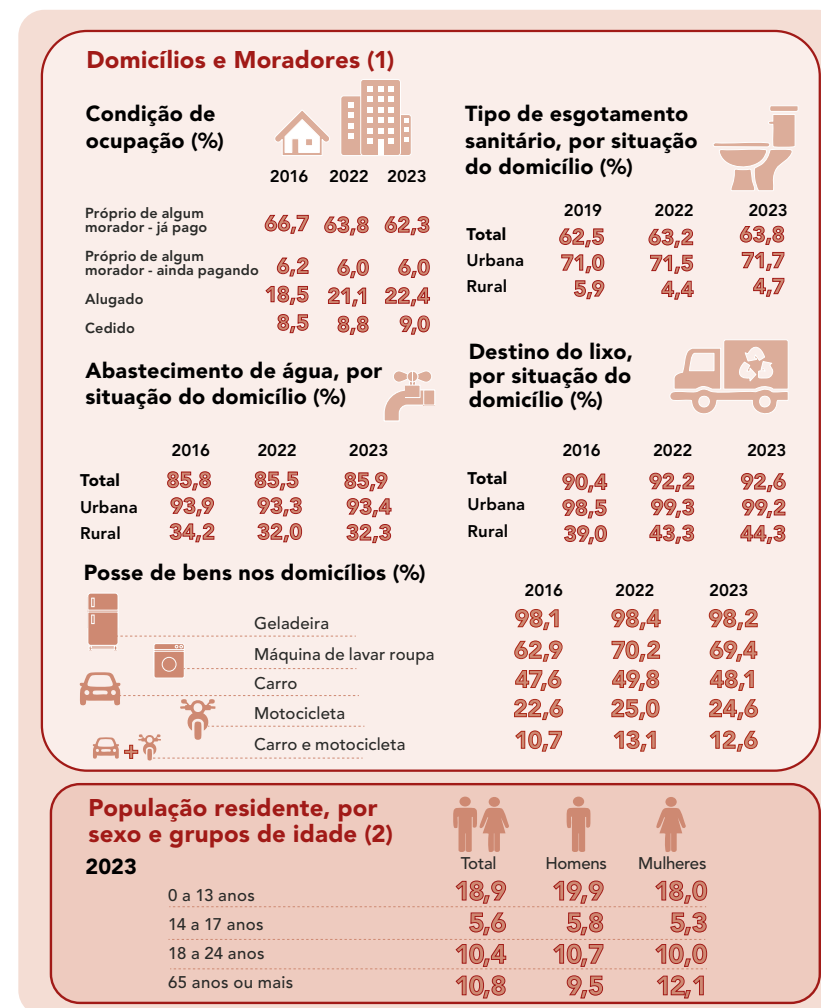 Domicílios e Moradores (1)
Condição de
ocupação (%)
2016 2022 2023
Próprio de algum
morador - já pago 66,7 63,8 62,3
Próprio de algum
morador - ainda pagando 6,2 6,0 6,0
Alugado 18,5 21,1 22,4
Cedido 8,5 8,8 9,0
Tipo de esgotamento
sanitário, por situação
do domicílio (%)
2019 2022 2023
Total 62,5 63,2 63,8
Urbana 71,0 71,5 71,7
Rural 5,9 4,4 4,7
Abastecimento de água, por
situação do domicílio (%)
2016 2022 2023
Total 85,8 85,5 85,9
Urbana 93,9 93,3 93,4
Rural 34,2 32,0 32,3
Destino do lixo,
por situação do
domicílio (%)
2016 2022 2023
Total 90,4 92,2 92,6
Urbana 98,5 99,3 99,2
Rural 39,0 43,3 44,3
Posse de bens nos domicílios (%)
2016 2022 2023
Geladeira 98,1 98,4 98,2
Máquina de lavar roupa 62,9 70,2 69,4
Carro 47,6 49,8 48,1
Motocicleta 22,6 25,0 24,6
Carro e motocicleta 10,7 13,1 12,6
População residente, por
sexo e grupos de idade (2)
2023
Total Homens Mulheres
0 a 13 anos 18,9 19,9 18,0
14 a 17 anos 5,6 5,8 5,3
18 a 24 anos 10,4 10,7 10,0
65 anos ou mais 10,8 9,5 12,1